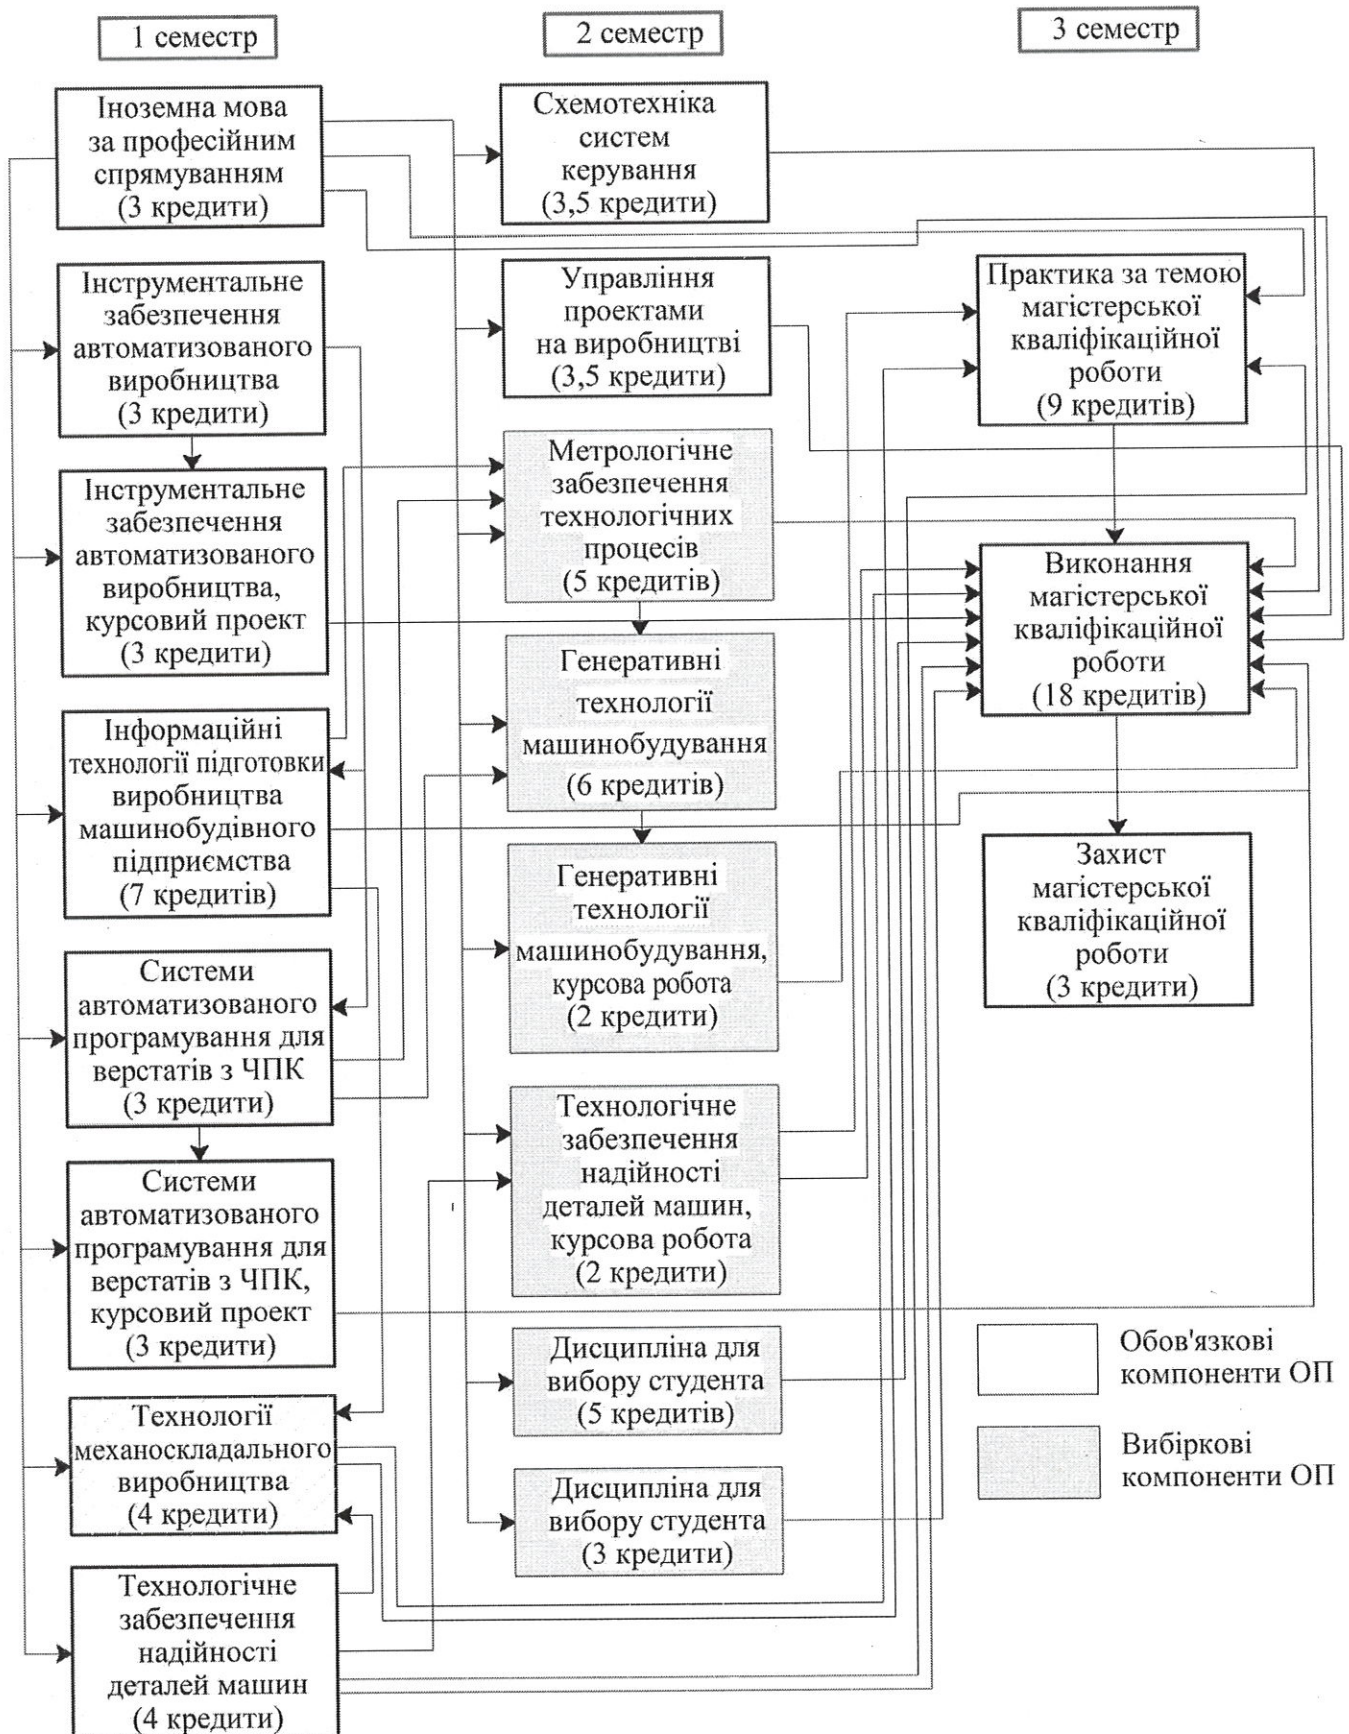 1 семестр
Іноземна мова
за професійним
спрямуванням
(3 кредити)
Інструментальне
забезпечення
автоматизованого
виробництва
(3 кредити)
Інструментальне
забезпечення
автоматизованого
виробництва,
курсовий проект
(3 кредити)
Інформаційні
технології підготовки
виробництва
машинобудівного
підприємства
(7 кредитів)
Системи
автоматизованого
програмування для
верстатів з ЧПК
(3 кредити)
Системи
автоматизованого
програмування для
верстатів з ЧПК,
курсовий проект
(3 кредити)
Технології
механоскладального
виробництва
(4 кредити)
Технологічне
забезпечення
надійності
деталей машин
(4 кредити)
2 семестр
Схемотехніка
систем
керування
(3,5 кредити)
Управління
проектами
на виробництві
(3,5 кредити)
Метрологічне
забезпечення
технологічних
процесів
(5 кредитів)
Генеративні
технології
машинобудування
(6 кредитів)
Генеративні
технології
машинобудування,
курсова робота
(2 кредити)
Технологічне
забезпечення
надійності
деталей машин,
курсова робота
(2 кредити)
Дисципліна для
вибору студента
(5 кредитів)
Дисципліна для
вибору студента
(3 кредити)
3 семестр
Практика за темою
магістерської
кваліфікаційної
роботи
(9 кредитів)
Виконання
магістерської
кваліфікаційної
роботи
(18 кредитів)
Захист
магістерської
кваліфікаційної
роботи
(3 кредити)
Обов'язкові
компоненти ОП
Вибіркові
компоненти ОП